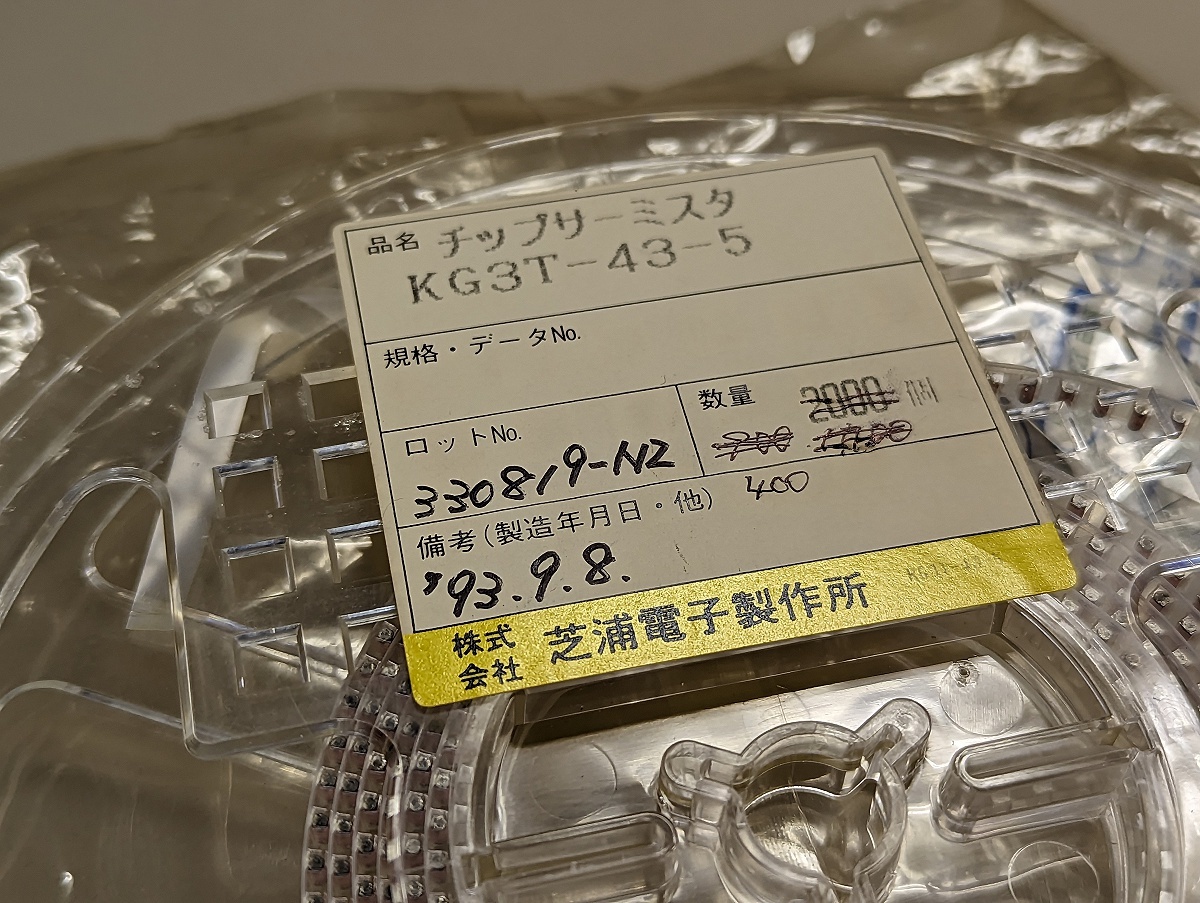 品名 チップサーミスタ
KG3T-43-5
規格・データNo.
ロットNo.
330819-N2
数量 2000 個
400
備考(製造年月日・他)
'93.9.8.
株式会社 芝浦電子製作所